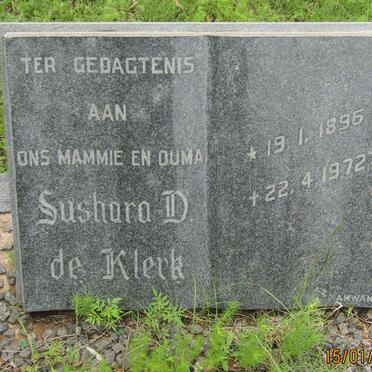 TER GEDAGTENIS
AAN
ONS MAMMIE EN OUMA
Sushara D.
de Klerk
★ 19. 1. 1896
+ 22. 4. 1972